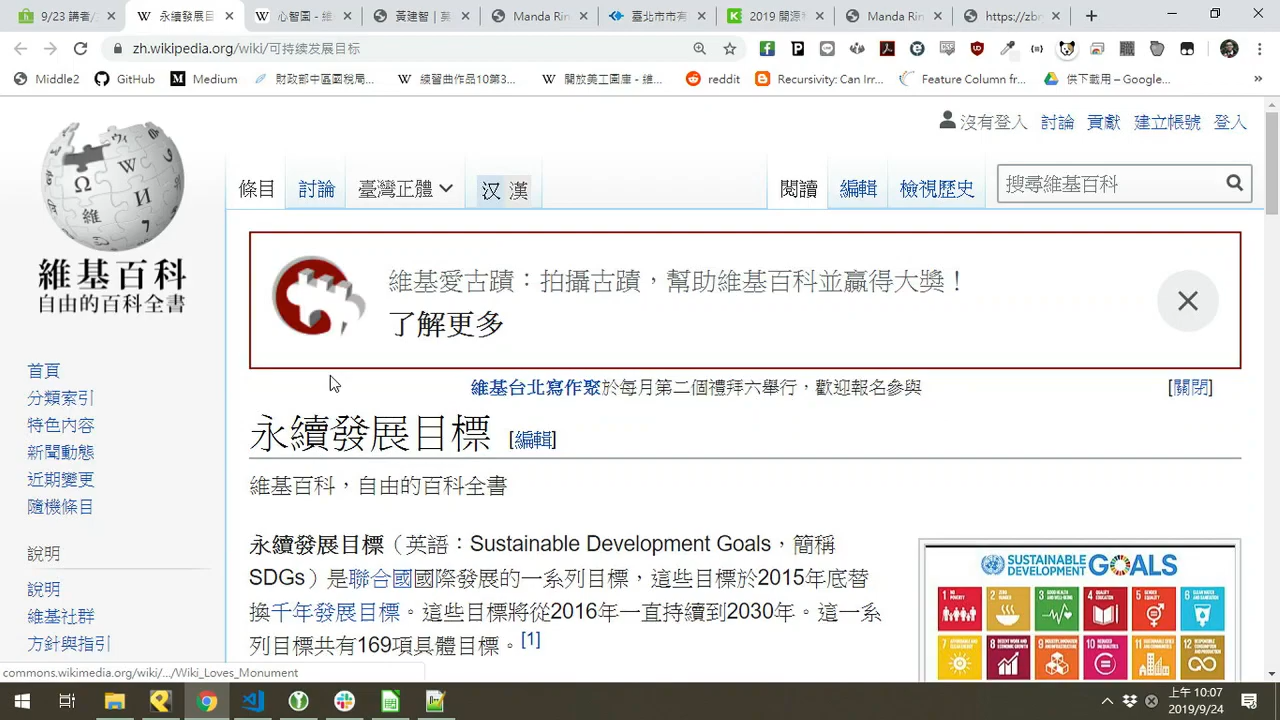 9/23 講者/
永續發展目
心智圖 - 維
黃建智 | 
Manda Rin
臺北市市有
2019 開源
Manda Rin
https://zbr
zh.wikipedia.org/wiki/可持续发展目标
Middle2
GitHub
Medium
財政部中區國稅局...
練習曲作品10第3...
開放美工圖庫 - 維...
reddit
Recursivity: Can Irr...
Feature Column fr...
供下載用 – Google...
沒有登入 討論 貢獻 建立帳號 登入
條目 討論 臺灣正體 汉 漢 閱讀 編輯 檢視歷史 搜尋維基百科
維基百科
自由的百科全書
維基愛古蹟：拍攝古蹟，幫助維基百科並贏得大獎！
了解更多
首頁
分類索引
特色內容
新聞動態
近期變更
隨機條目
說明
說明
維基社群
方針與指引
維基台北寫作聚於每月第二個禮拜六舉行，歡迎報名參與 [關閉]
永續發展目標 [編輯]
維基百科，自由的百科全書
永續發展目標（英語：Sustainable Development Goals，簡稱
SDGs）是聯合國國際發展的一系列目標，這些目標於2015年底替
換千年發展目標。這些目標將從2016年一直持續到2030年。這一系
列目標共有169項具體目標。[1]
SUSTAINABLE DEVELOPMENT GOALS
commons.wikimedia.org/wiki/.../Wiki_Loves_Monument
上午 10:07
2019/9/24